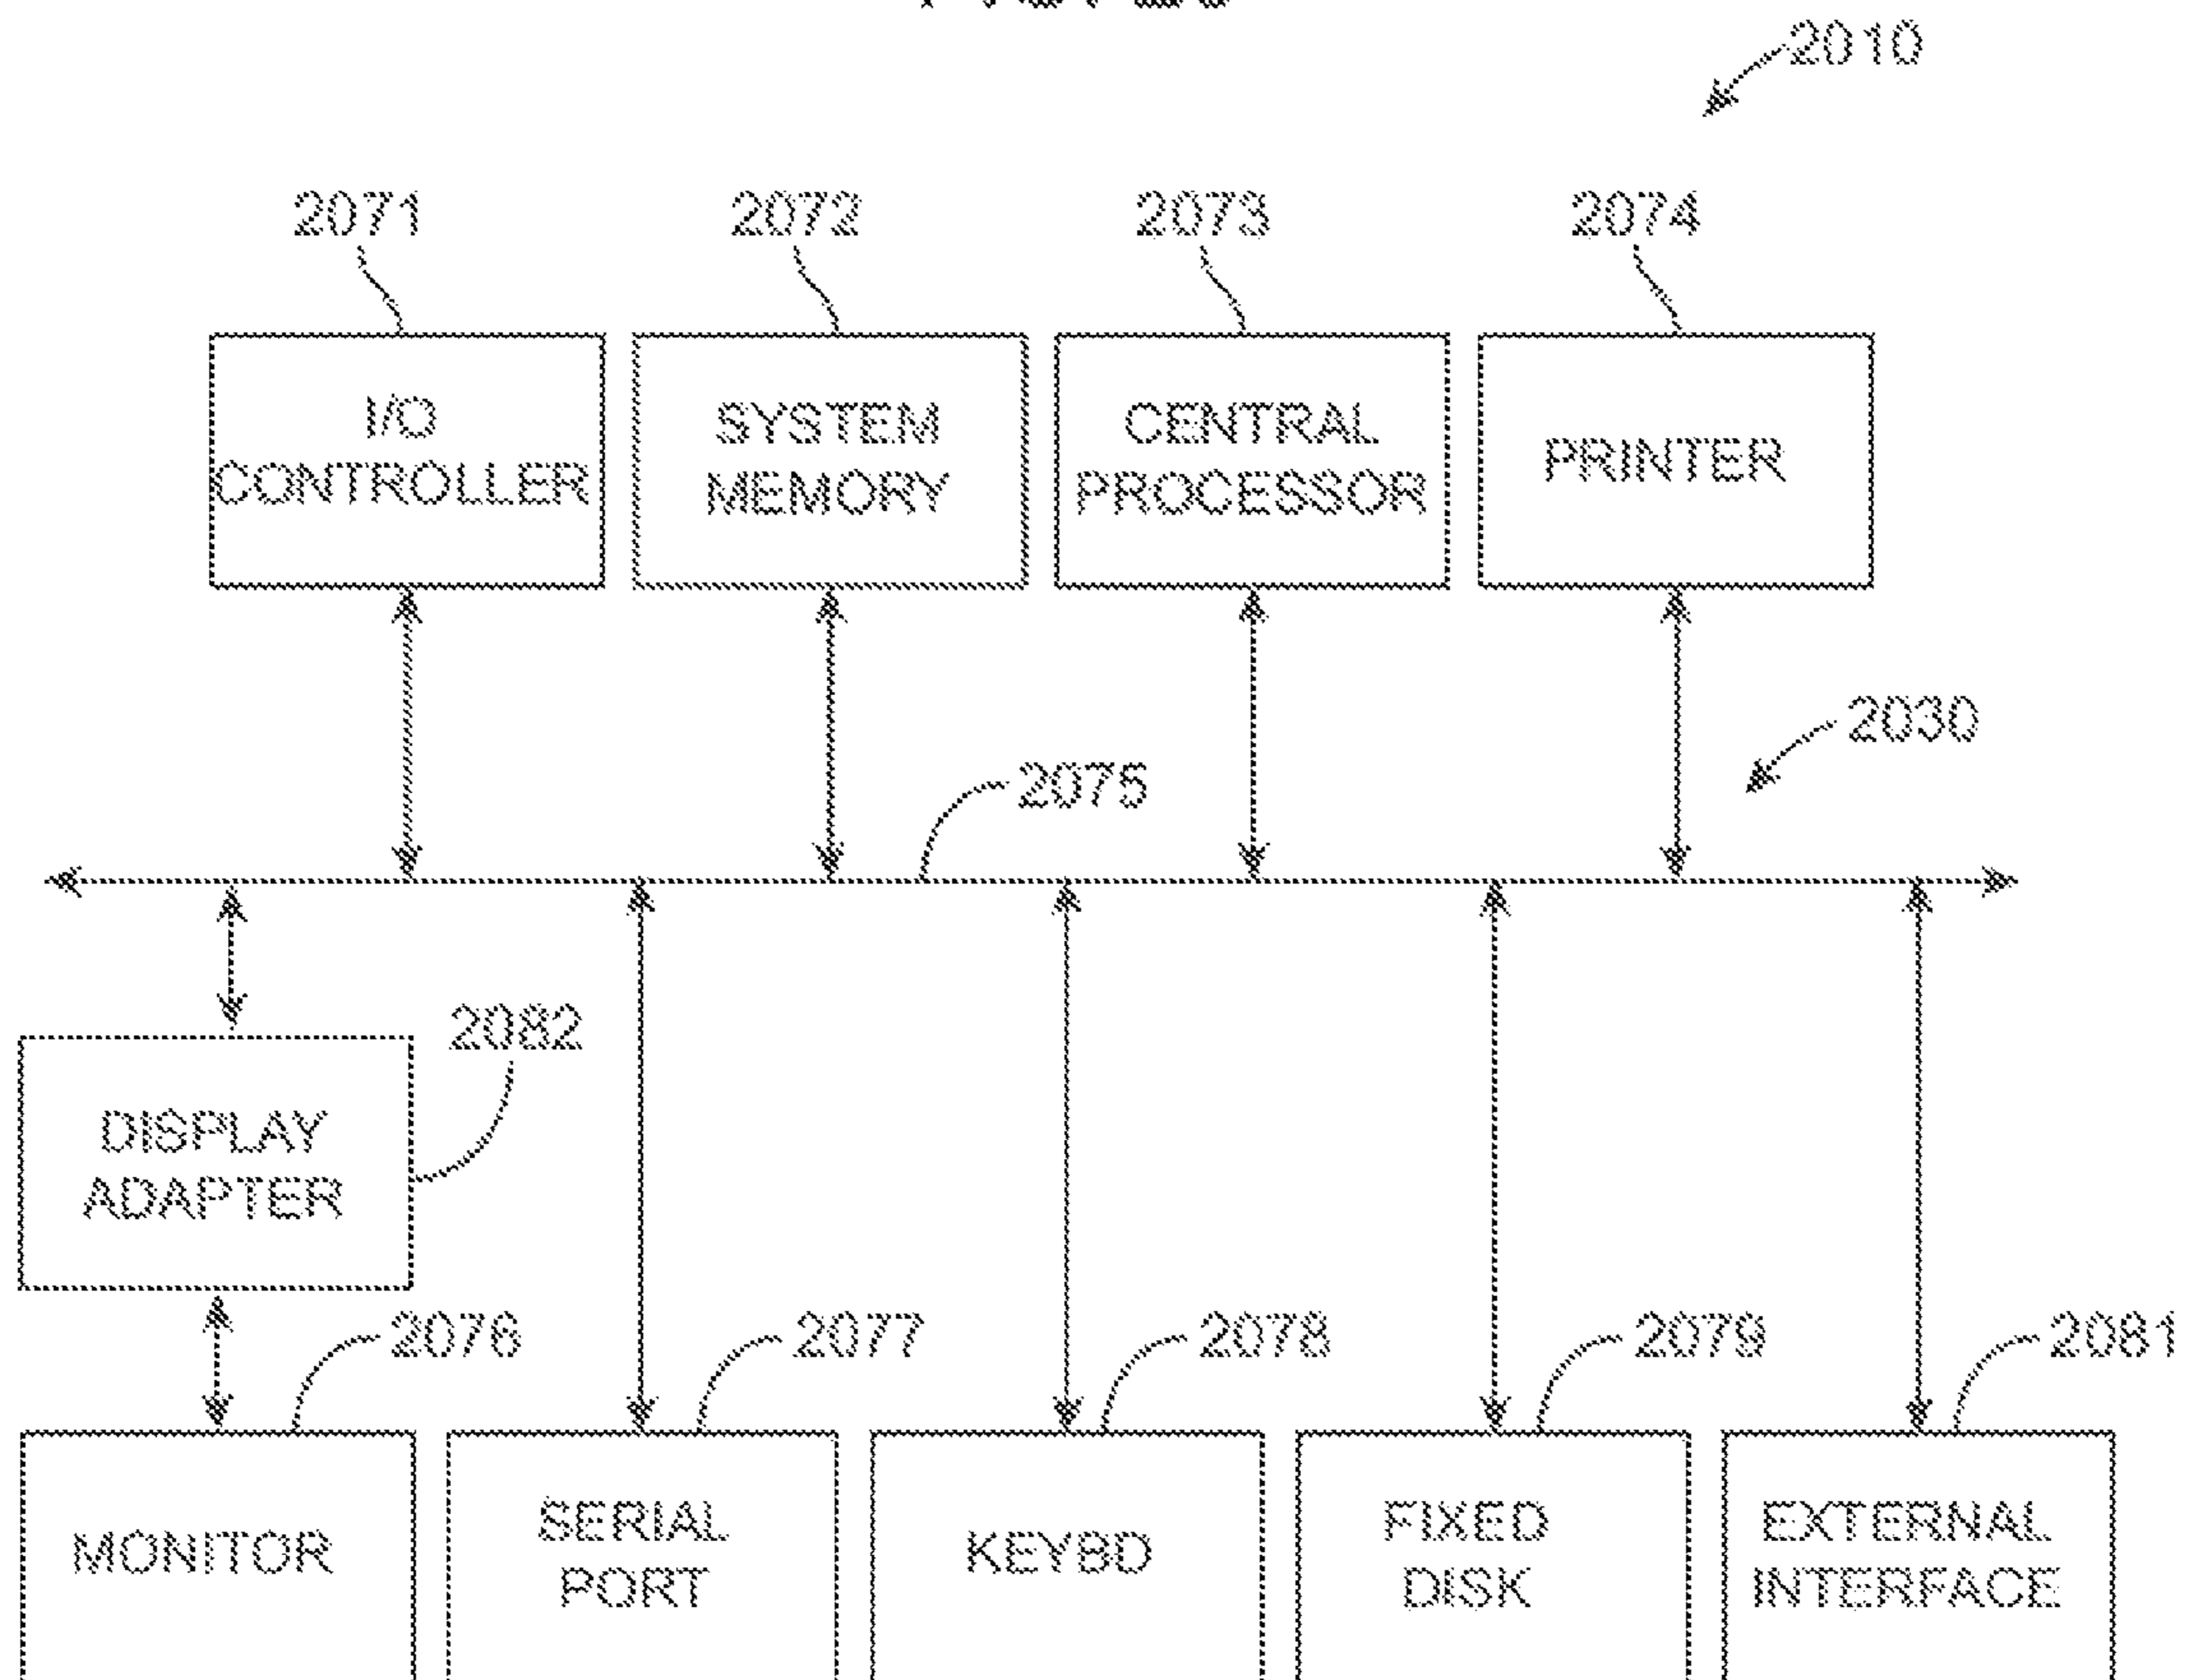 2010
2071
2072
2073
2074
I/O
CONTROLLER
SYSTEM
MEMORY
CENTRAL
PROCESSOR
PRINTER
2030
2075
2082
DISPLAY
ADAPTER
2076
2077
2078
2079
2081
MONITOR
SERIAL
PORT
KEYBD
FIXED
DISK
EXTERNAL
INTERFACE